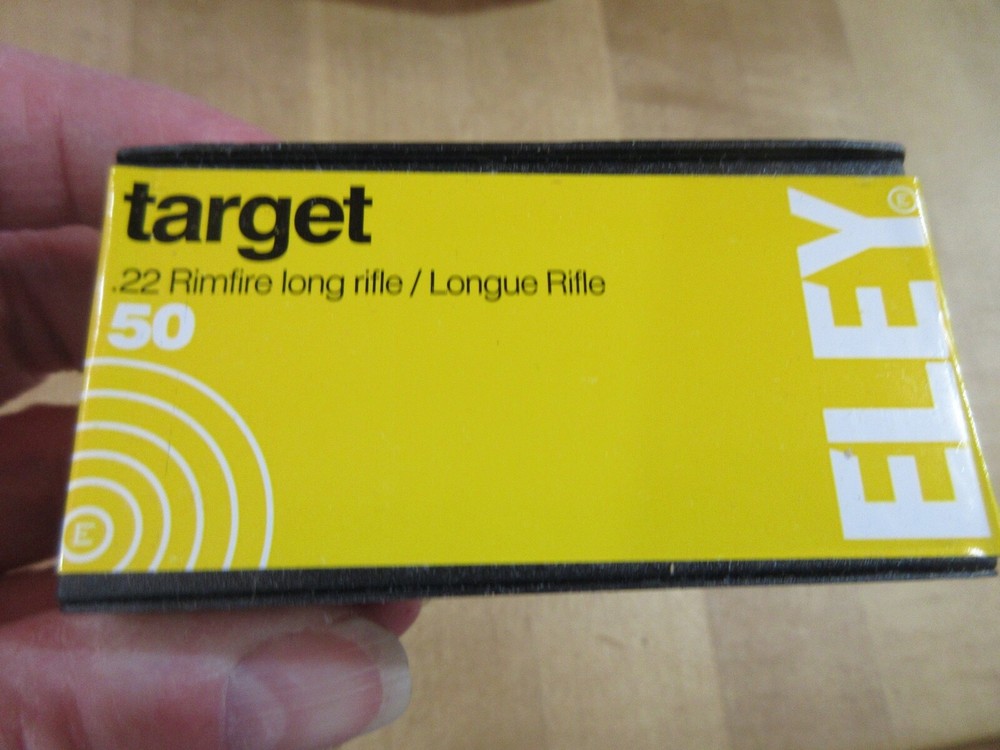 target
.22 Rimfire long rifle / Longue Rifle
50
E
ELEY
E